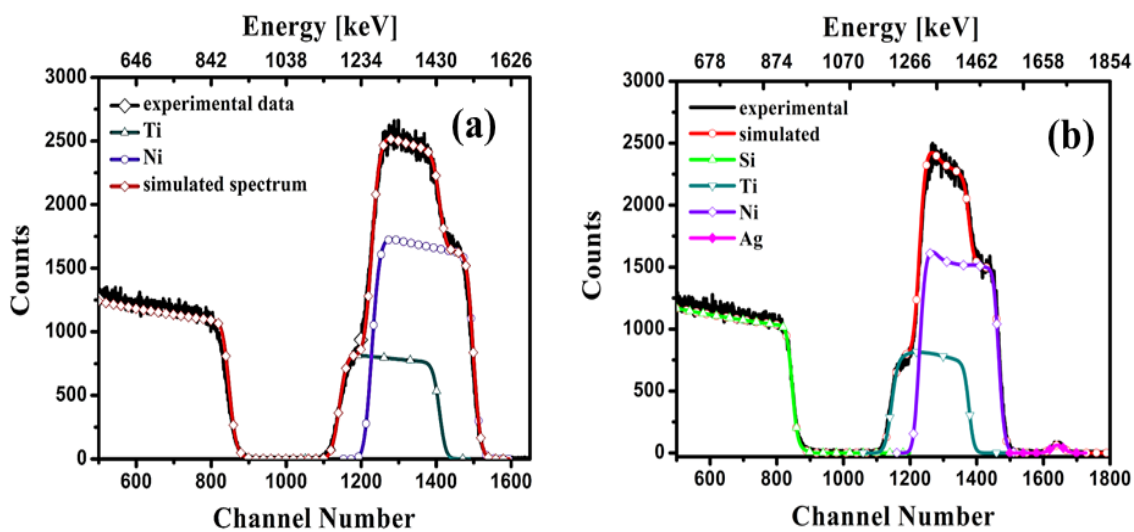 Energy [keV]
646 842 1038 1234 1430 1626
3000
2500
2000
1500
1000
500
0
Counts
experimental data
Ti
Ni
simulated spectrum
(a)
600 800 1000 1200 1400 1600
Channel Number
Energy [keV]
678 874 1070 1266 1462 1658 1854
3000
2500
2000
1500
1000
500
0
Counts
experimental
simulated
Si
Ti
Ni
Ag
(b)
600 800 1000 1200 1400 1600 1800
Channel Number